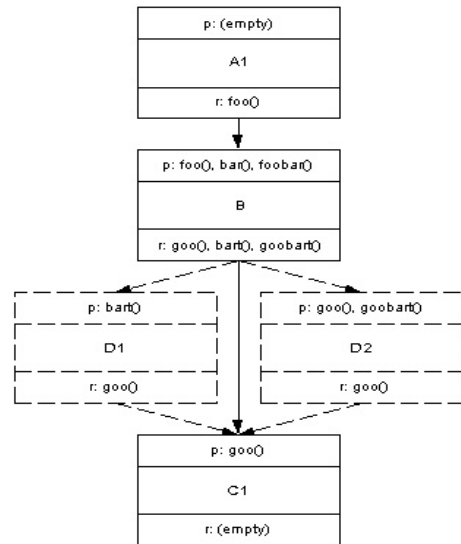 p: (empty)
A1
r: foo()
p: foo(), bar(), foobar()
B
r: goo(), bart(), goobart()
p: bart()
D1
r: goo()
p: goo(), goobart()
D2
r: goo()
p: goo()
C1
r: (empty)